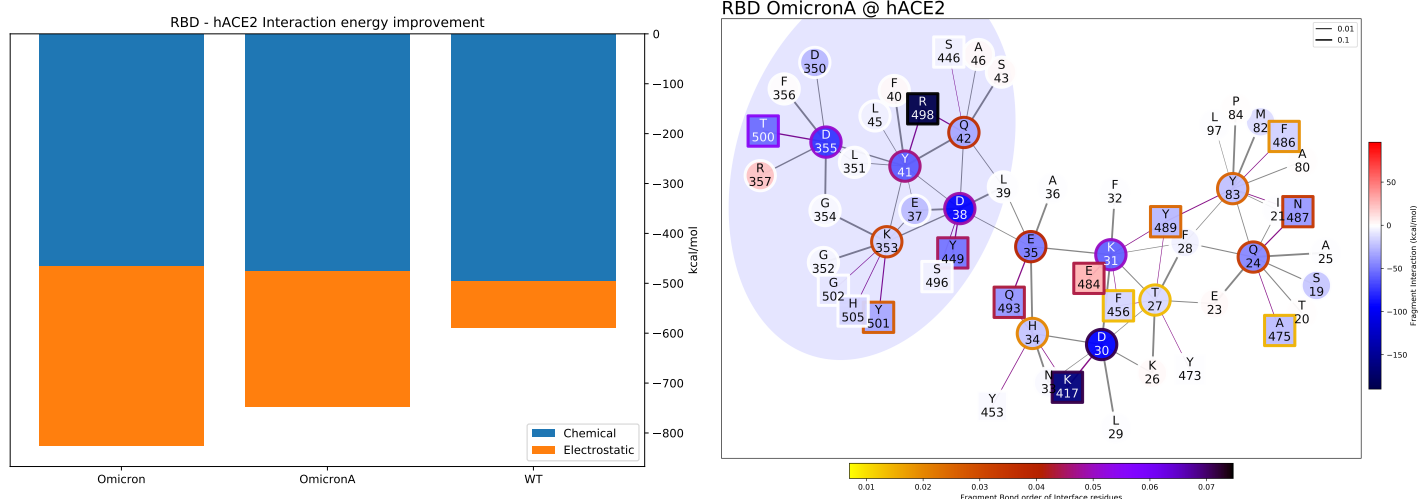 RBD - hACE2 Interaction energy improvement
0
−100
−200
−300
−400
−500
−600
−700
−800
kcal/mol
Chemical
Electrostatic
Omicron
OmicronA
WT
RBD OmicronA @ hACE2
0.01
0.1
D
350
F
356
T
500
D
355
R
357
L
351
G
354
L
45
F
40
R
498
Y
41
S
446
A
46
S
43
Q
42
L
39
E
37
D
38
K
353
Y
449
S
496
G
352
G
502
H
505
Y
501
A
36
E
35
Q
493
H
34
Y
453
N
33
K
417
D
30
L
29
F
32
K
31
E
484
F
456
T
27
K
26
Y
473
E
23
F
28
Y
489
L
97
P
84
M
82
F
486
A
80
Y
83
I
21
N
487
Q
24
A
25
S
19
T
20
A
475
50
0
−50
−100
−150
Fragment Interaction (kcal/mol)
0.01
0.02
0.03
0.04
0.05
0.06
0.07
Fragment Bond order of Interface residues